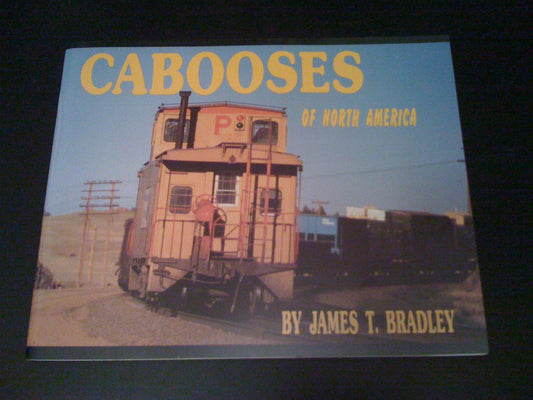 CABOOSES
OF NORTH AMERICA
P
BY JAMES T. BRADLEY